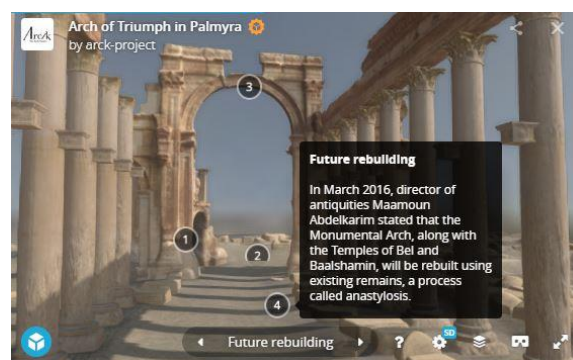 Arc/k
Arch of Triumph in Palmyra
by arck-project
3
Future rebuilding
In March 2016, director of
antiquities Maamoun
Abdelkarim stated that the
Monumental Arch, along with
the Temples of Bel and
Baalshamin, will be rebuilt using
existing remains, a process
called anastylosis.
1
2
4
Future rebuilding
?
SD